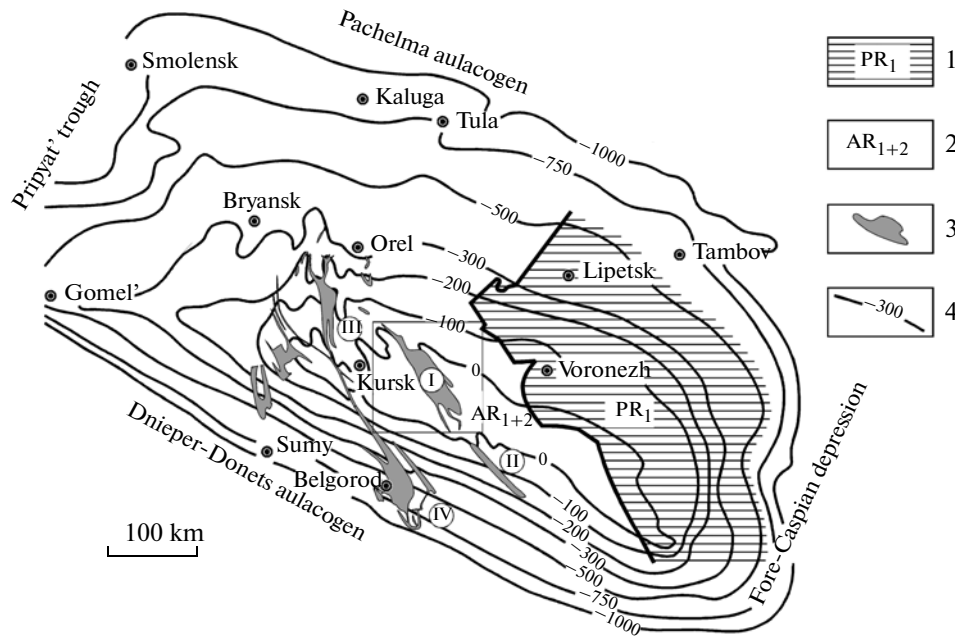 Pachelma aulacogen
Smolensk
Kaluga
Tula
Pripyat' trough
−1000
−750
−500
Bryansk
Orel
−300
Tambov
Lipetsk
−200
Gomel'
−100
III
0
Kursk
I
Voronezh
AR1+2
PR1
Sumy
II
0
Belgorod
Dnieper-Donets aulacogen
IV
−100
−200
−300
−500
−750
−1000
Fore-Caspian depression
100 km
PR1 1
AR1+2 2
3
−300 4